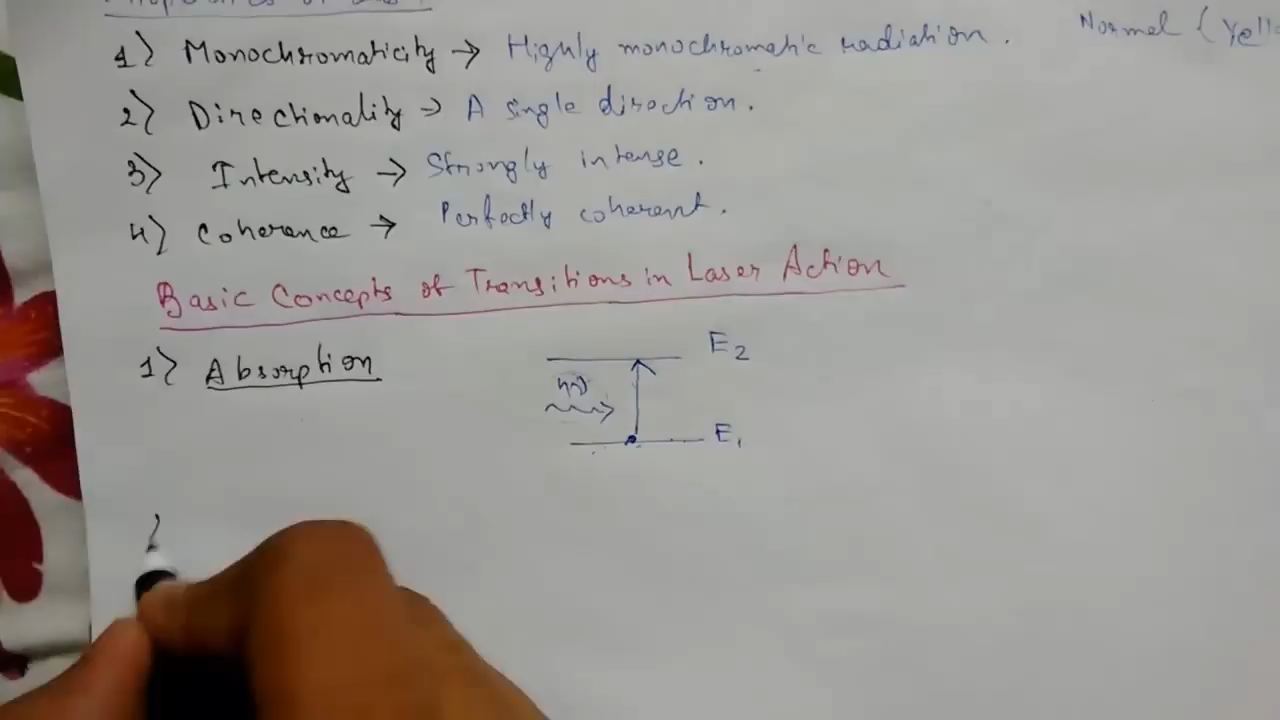 1) Monochromaticity → Highly monochromatic radiation. Normal (Yell
2) Directionality → A single direction.
3) Intensity → Strongly intense.
4) Coherence → Perfectly coherent.
Basic Concepts of Transitions in Laser Action
1) Absorption
E2
hν
E1